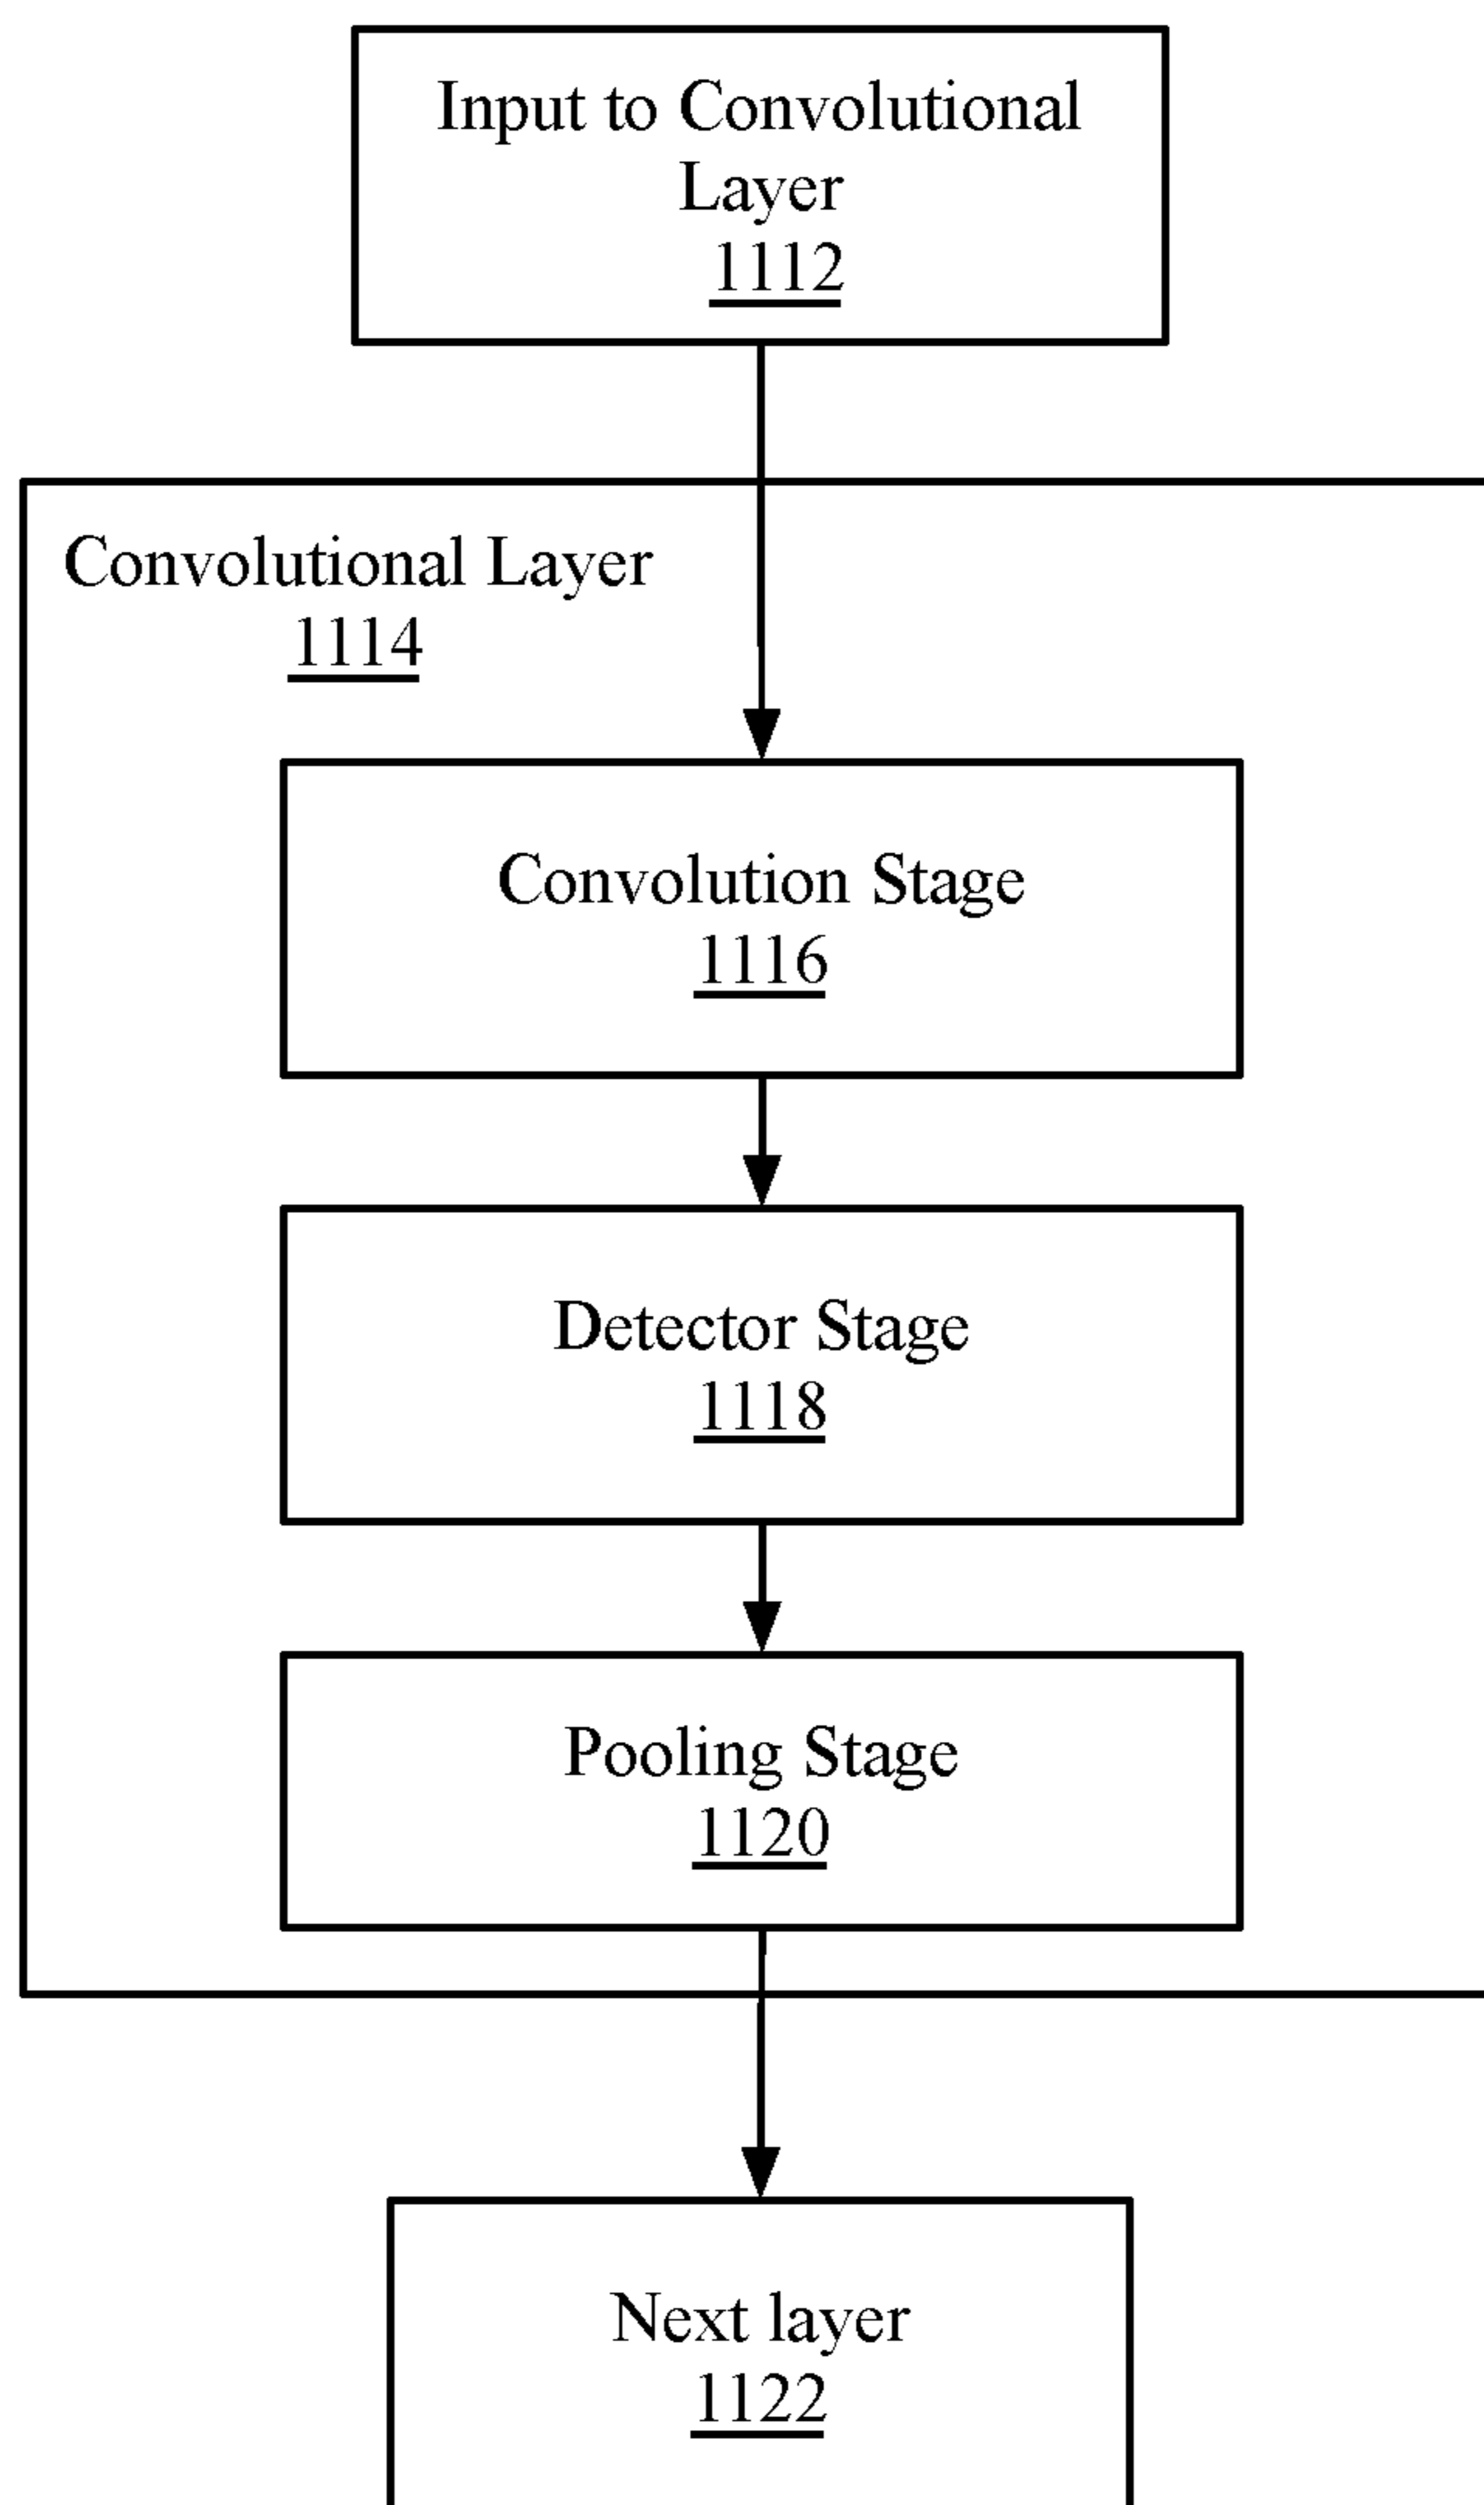 Input to Convolutional
Layer
1112
Convolutional Layer
1114
Convolution Stage
1116
Detector Stage
1118
Pooling Stage
1120
Next layer
1122